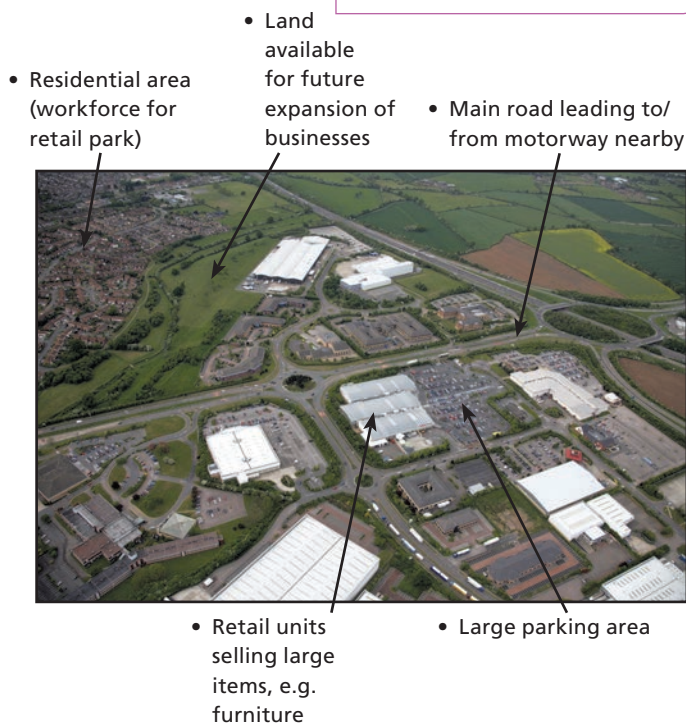 • Land
available
for future
expansion of
businesses
• Residential area
(workforce for
retail park)
• Main road leading to/
from motorway nearby
• Retail units
selling large
items, e.g.
furniture
• Large parking area